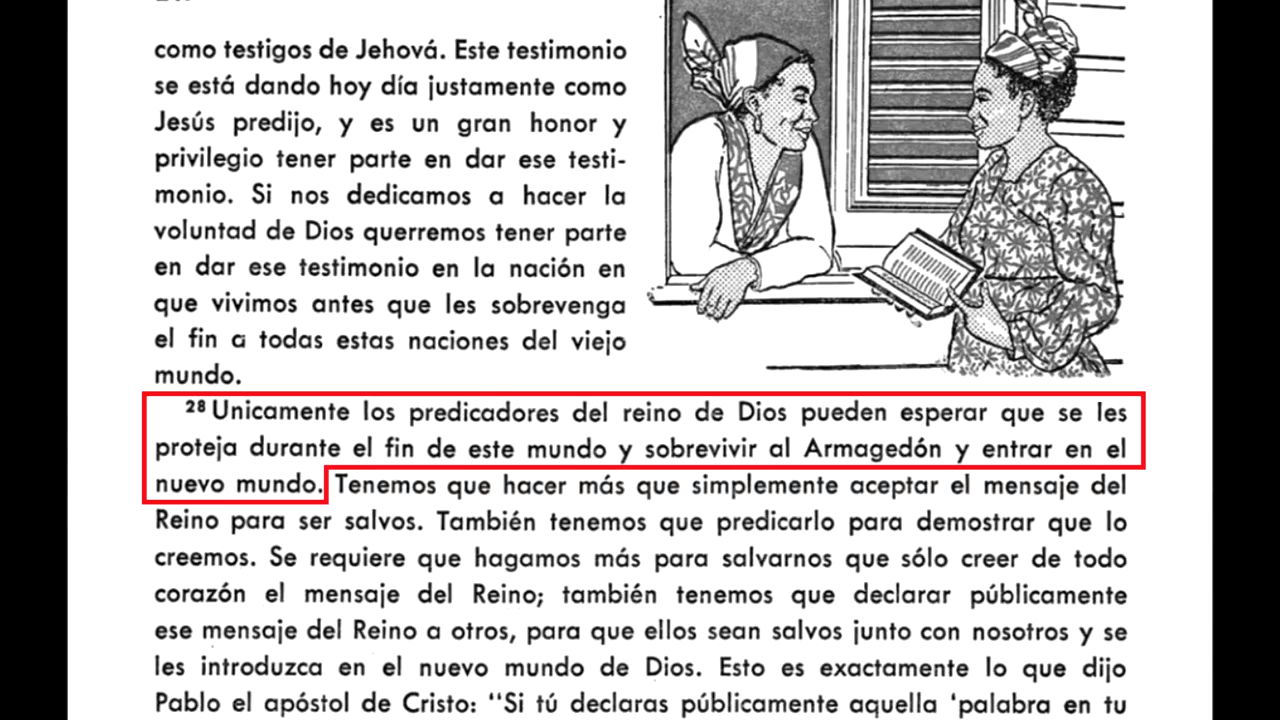 como testigos de Jehová. Este testimonio
se está dando hoy día justamente como
Jesús predijo, y es un gran honor y
privilegio tener parte en dar ese testi-
monio. Si nos dedicamos a hacer la
voluntad de Dios querremos tener parte
en dar ese testimonio en la nación en
que vivimos antes que les sobrevenga
el fin a todas estas naciones del viejo
mundo.
28 Unicamente los predicadores del reino de Dios pueden esperar que se les
proteja durante el fin de este mundo y sobrevivir al Armagedón y entrar en el
nuevo mundo. Tenemos que hacer más que simplemente aceptar el mensaje del
Reino para ser salvos. También tenemos que predicarlo para demostrar que lo
creemos. Se requiere que hagamos más para salvarnos que sólo creer de todo
corazón el mensaje del Reino; también tenemos que declarar públicamente
ese mensaje del Reino a otros, para que ellos sean salvos junto con nosotros y se
les introduzca en el nuevo mundo de Dios. Esto es exactamente lo que dijo
Pablo el apóstol de Cristo: "Si tú declaras públicamente aquella 'palabra en tu